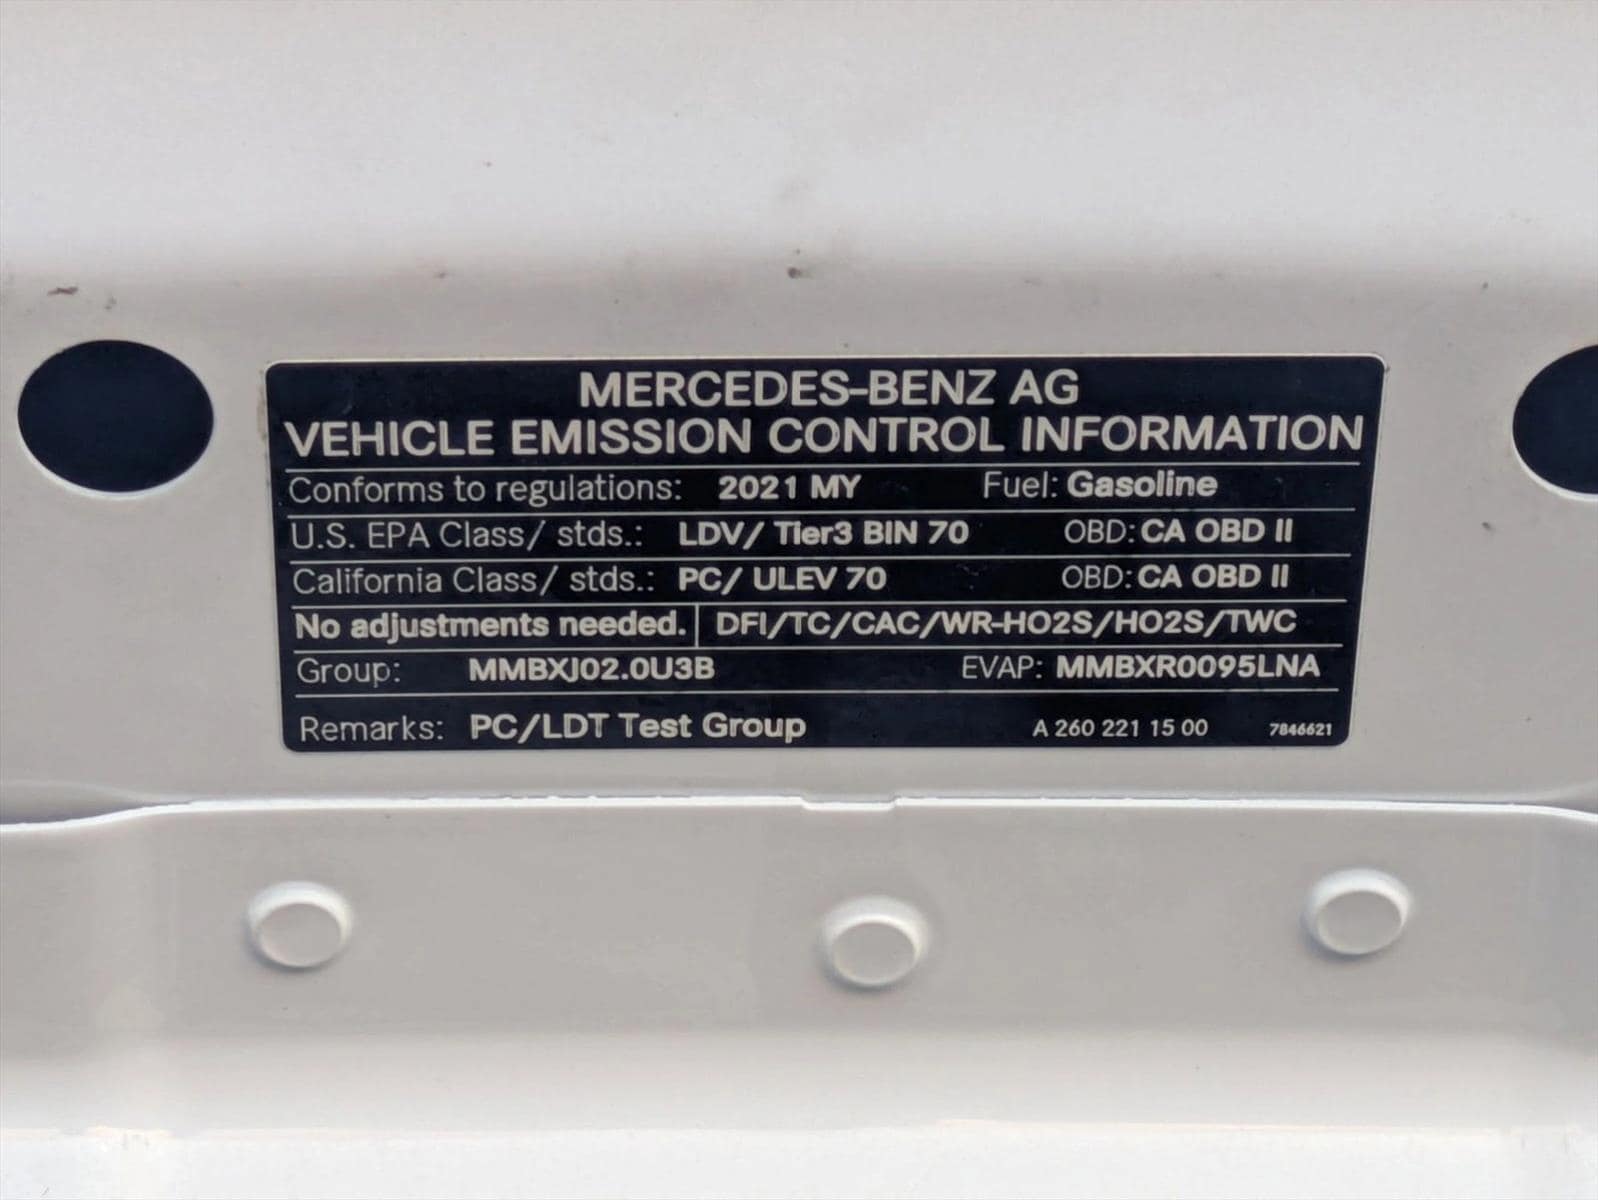 MERCEDES-BENZ AG
VEHICLE EMISSION CONTROL INFORMATION
Conforms to regulations: 2021 MY Fuel: Gasoline
U.S. EPA Class/ stds.: LDV/ Tier3 BIN 70 OBD: CA OBD II
California Class/ stds.: PC/ ULEV 70 OBD: CA OBD II
No adjustments needed. DFI/TC/CAC/WR-HO2S/HO2S/TWC
Group: MMBXJ02.0U3B EVAP: MMBXR0095LNA
Remarks: PC/LDT Test Group A 260 221 15 00 7846621